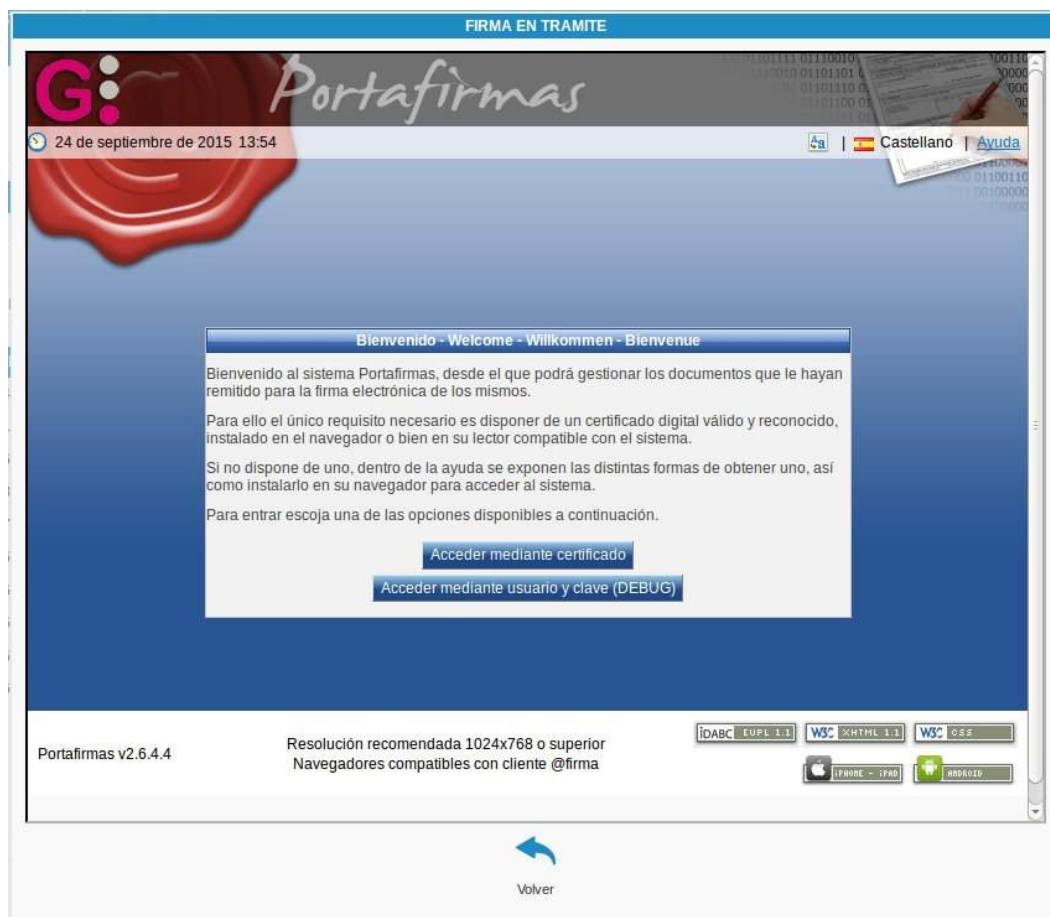 FIRMA EN TRAMITE
G
Portafirmas
24 de septiembre de 2015 13:54
| Castellano | Ayuda
Bienvenido - Welcome - Willkommen - Bienvenue
Bienvenido al sistema Portafirmas, desde el que podrá gestionar los documentos que le hayan
remitido para la firma electrónica de los mismos.
Para ello el único requisito necesario es disponer de un certificado digital válido y reconocido,
instalado en el navegador o bien en su lector compatible con el sistema.
Si no dispone de uno, dentro de la ayuda se exponen las distintas formas de obtener uno, así
como instalarlo en su navegador para acceder al sistema.
Para entrar escoja una de las opciones disponibles a continuación.
Acceder mediante certificado
Acceder mediante usuario y clave (DEBUG)
Portafirmas v2.6.4.4
Resolución recomendada 1024x768 o superior
Navegadores compatibles con cliente @firma
IDABC EUPL 1.1
W3C XHTML 1.1
W3C CSS
IPHONE - IPAD
ANDROID
Volver